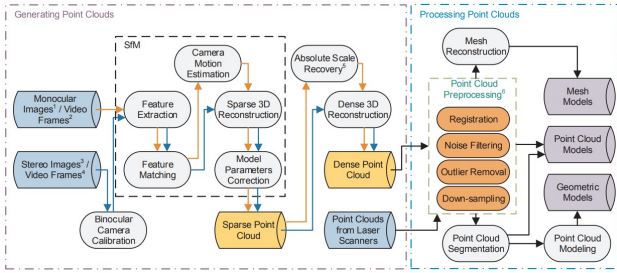 Generating Point Clouds
Processing Point Clouds
SfM
Camera
Motion
Estimation
Absolute Scale
Recovery⁵
Mesh
Reconstruction
Monocular
Images¹ / Video
Frames²
Feature
Extraction
Sparse 3D
Reconstruction
Dense 3D
Reconstruction
Point Cloud
Preprocessing⁶
Mesh
Models
Registration
Noise Filtering
Outlier Removal
Down-sampling
Point Cloud
Models
Stereo Images³ /
Video Frames⁴
Feature
Matching
Model
Parameters
Correction
Dense Point
Cloud
Geometric
Models
Binocular
Camera
Calibration
Sparse Point
Cloud
Point Clouds
from Laser
Scanners
Point Cloud
Segmentation
Point Cloud
Modeling